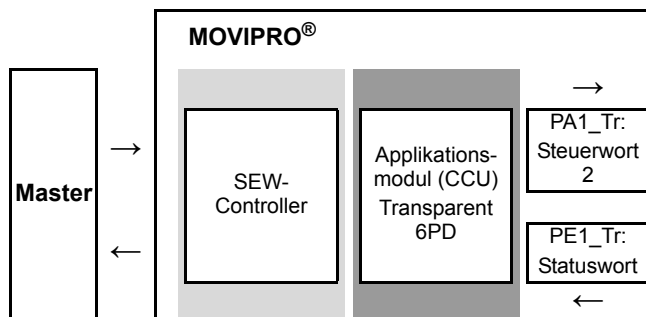 MOVIPRO®
→
←
Master
SEW-
Controller
Applikations-
modul (CCU)
Transparent
6PD
→
PA1_Tr:
Steuerwort
2
PE1_Tr:
Statuswort
←